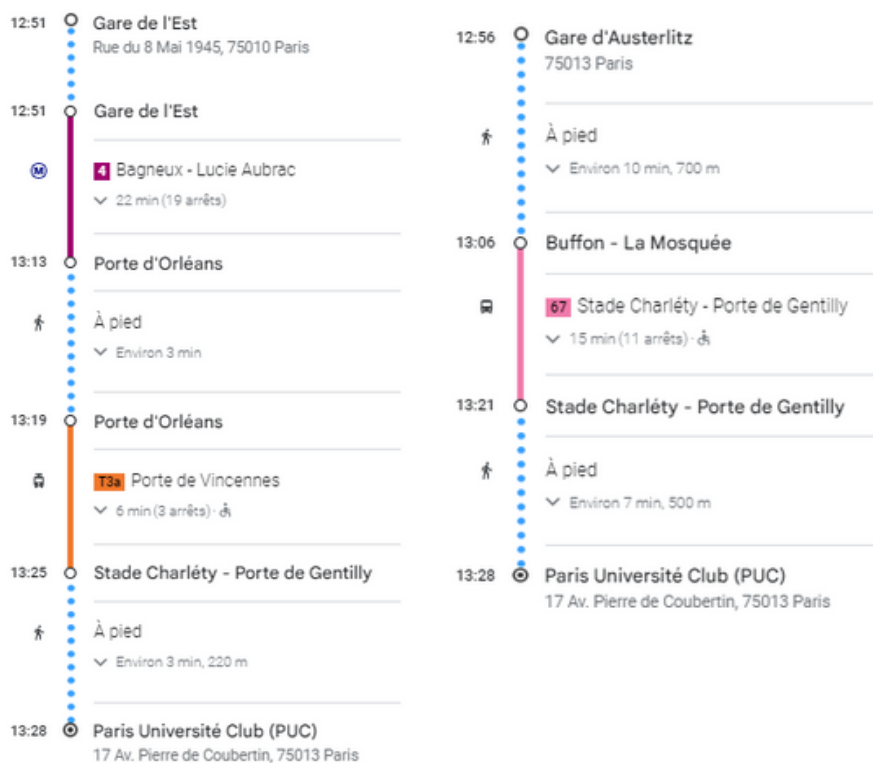 12:51 Gare de l'Est
Rue du 8 Mai 1945, 75010 Paris
12:51 Gare de l'Est
M 4 Bagneux - Lucie Aubrac
22 min (19 arrêts)
13:13 Porte d'Orléans
À pied
Environ 3 min
13:19 Porte d'Orléans
T3a Porte de Vincennes
6 min (3 arrêts) ·
13:25 Stade Charléty - Porte de Gentilly
À pied
Environ 3 min, 220 m
13:28 Paris Université Club (PUC)
17 Av. Pierre de Coubertin, 75013 Paris
12:56 Gare d'Austerlitz
75013 Paris
À pied
Environ 10 min, 700 m
13:06 Buffon - La Mosquée
67 Stade Charléty - Porte de Gentilly
15 min (11 arrêts) ·
13:21 Stade Charléty - Porte de Gentilly
À pied
Environ 7 min, 500 m
13:28 Paris Université Club (PUC)
17 Av. Pierre de Coubertin, 75013 Paris